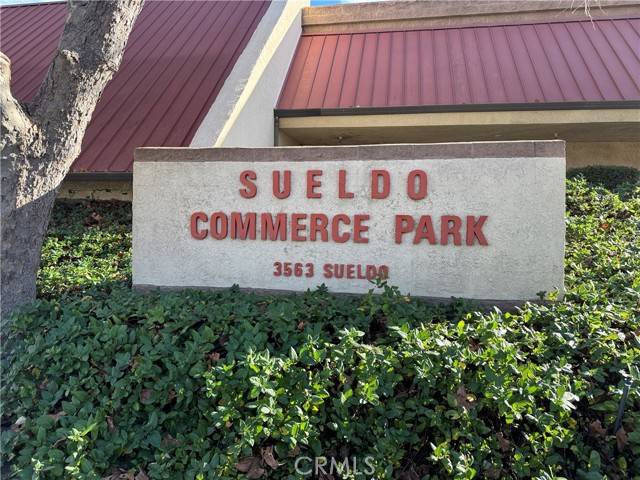 SUELDO
COMMERCE PARK
3563 SUELDO
CRMLS